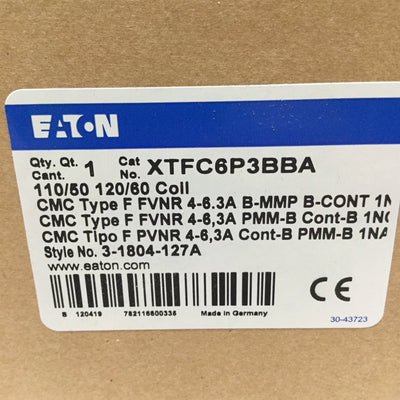 EATON
Qty. Qt. Cant. 1 Cat No. XTFC6P3BBA
110/50 120/60 Coil
CMC Type F FVNR 4-6.3A B-MMP B-CONT 1N
CMC Type F FVNR 4-6,3A PMM-B Cont-B 1NO
CMC Tipo F PVNR 4-6,3A Cont-B PMM-B 1NA
Style No. 3-1804-127A
www.eaton.com
CE
B 120419 782116600335 Made in Germany
30-43723